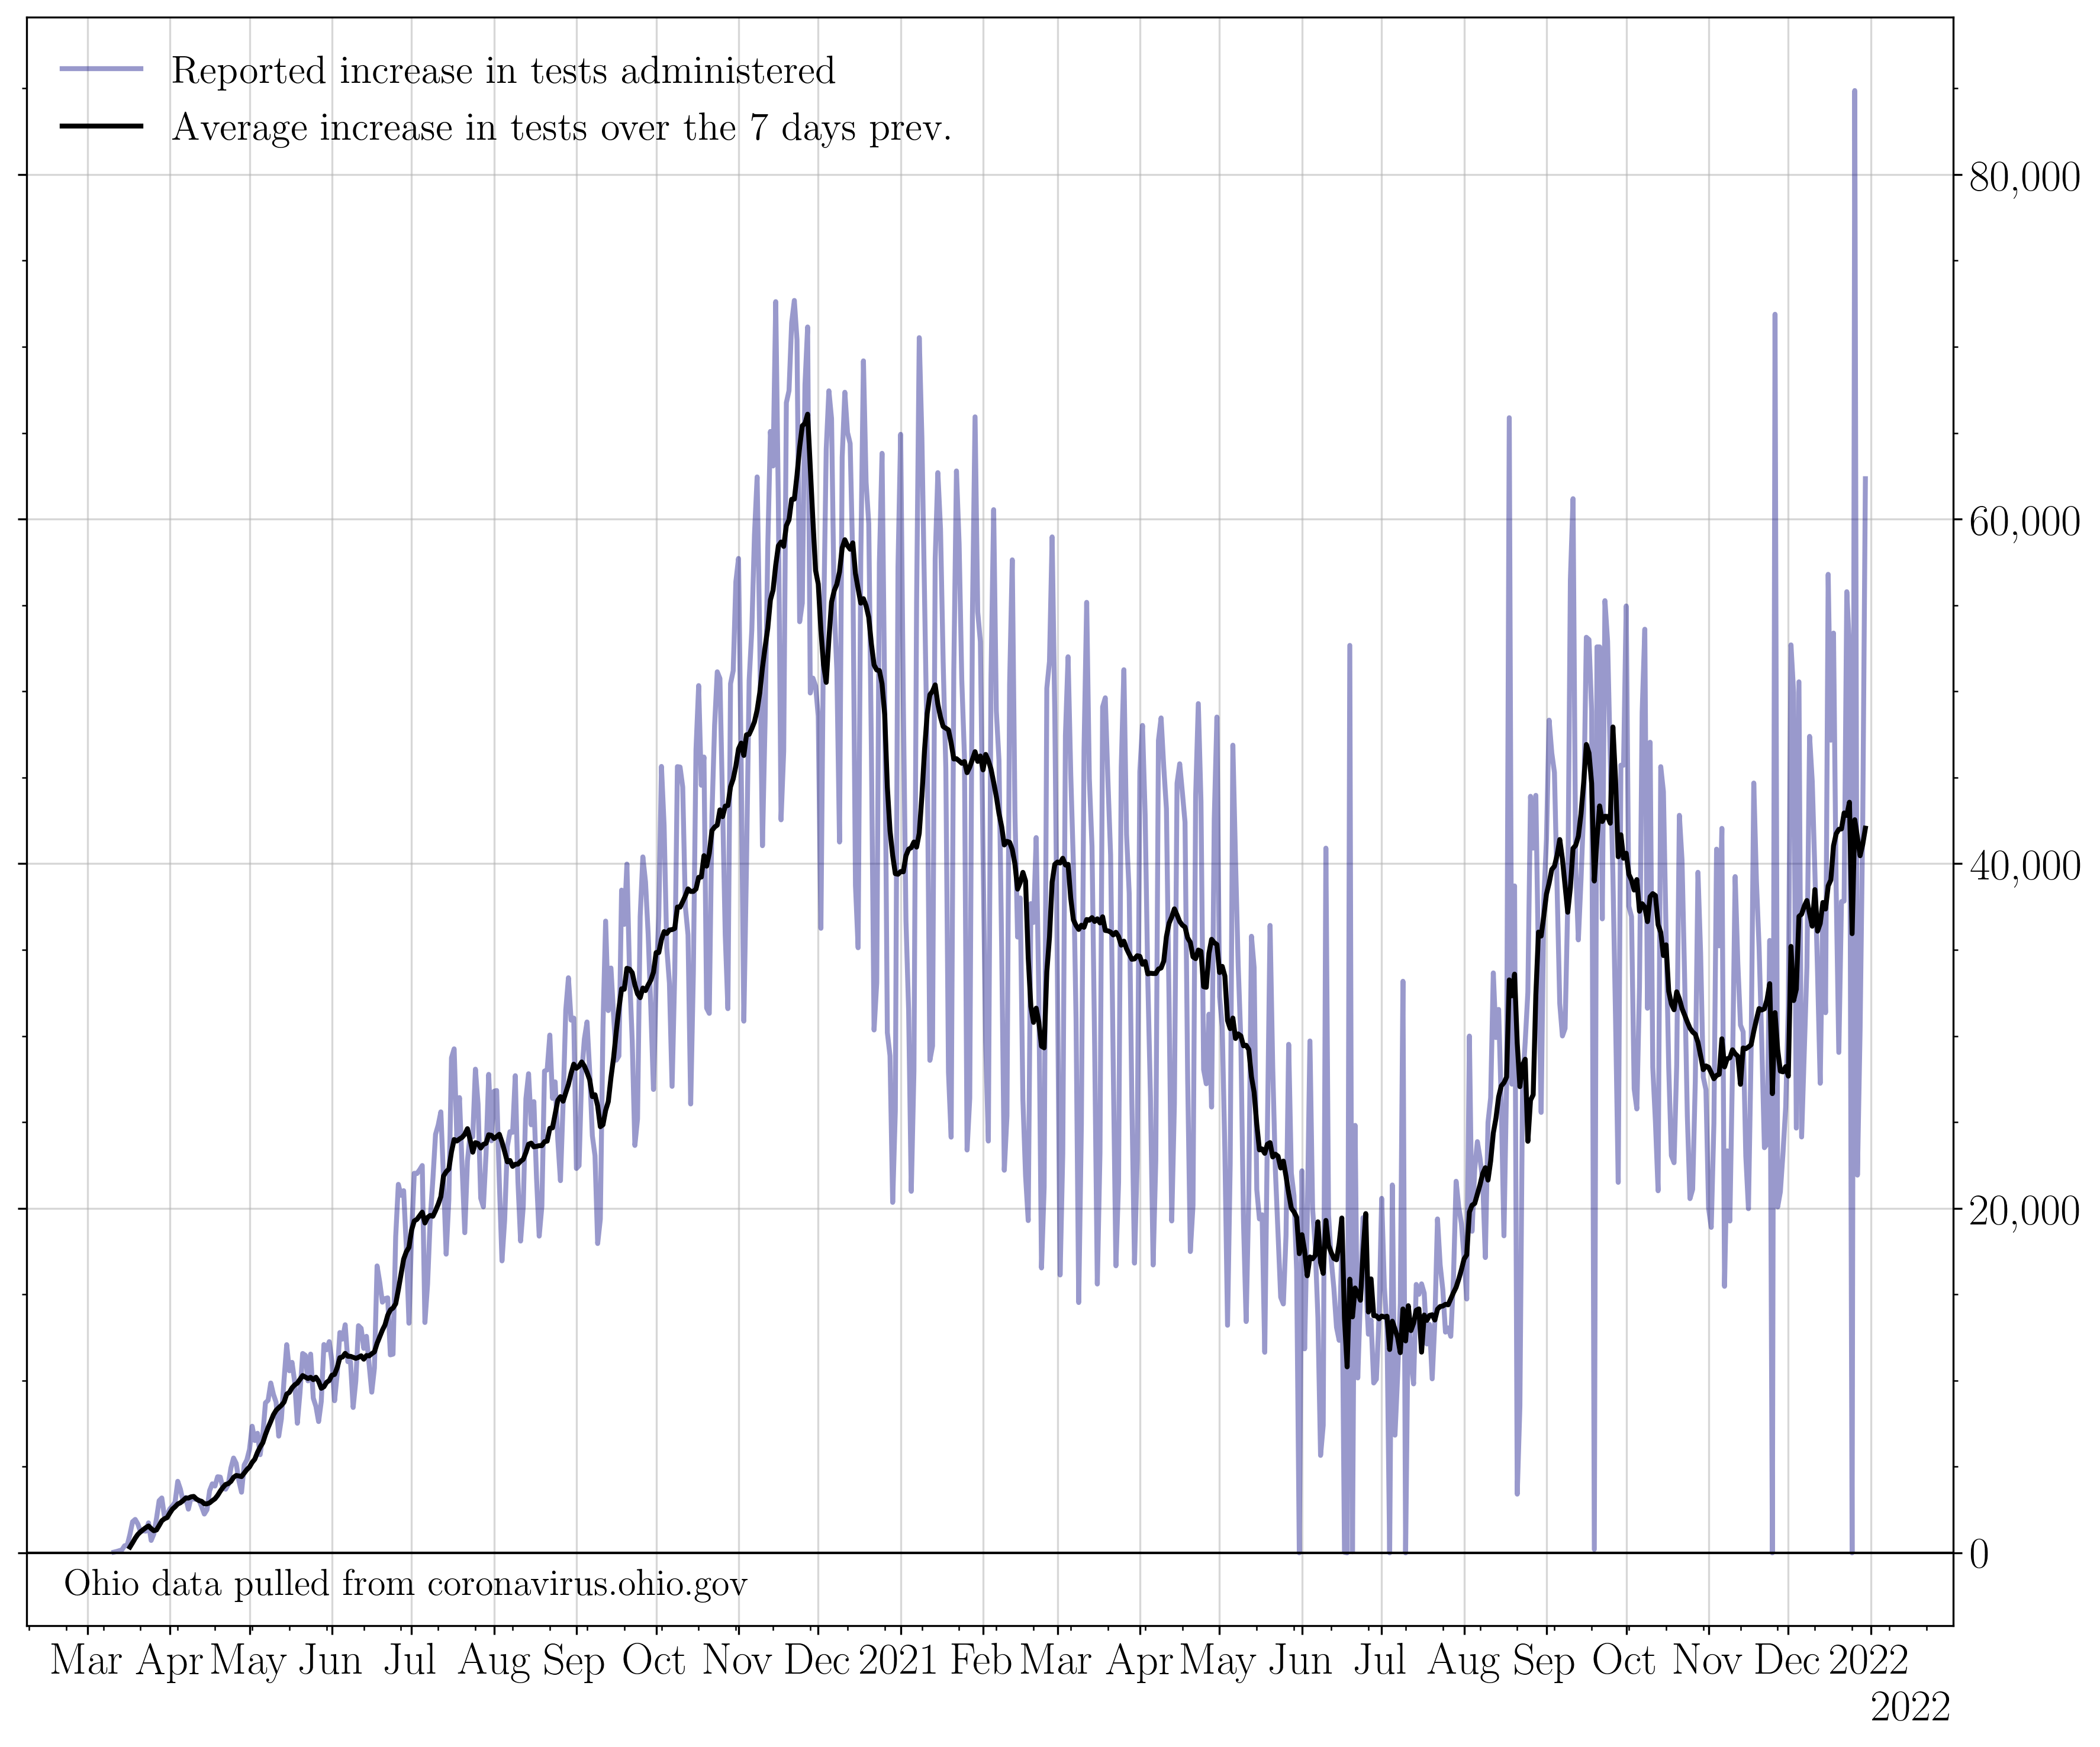 Reported increase in tests administered
Average increase in tests over the 7 days prev.
80,000
60,000
40,000
20,000
0
Ohio data pulled from coronavirus.ohio.gov
Mar Apr May Jun Jul Aug Sep Oct Nov Dec 2021 Feb Mar Apr May Jun Jul Aug Sep Oct Nov Dec 2022
2022